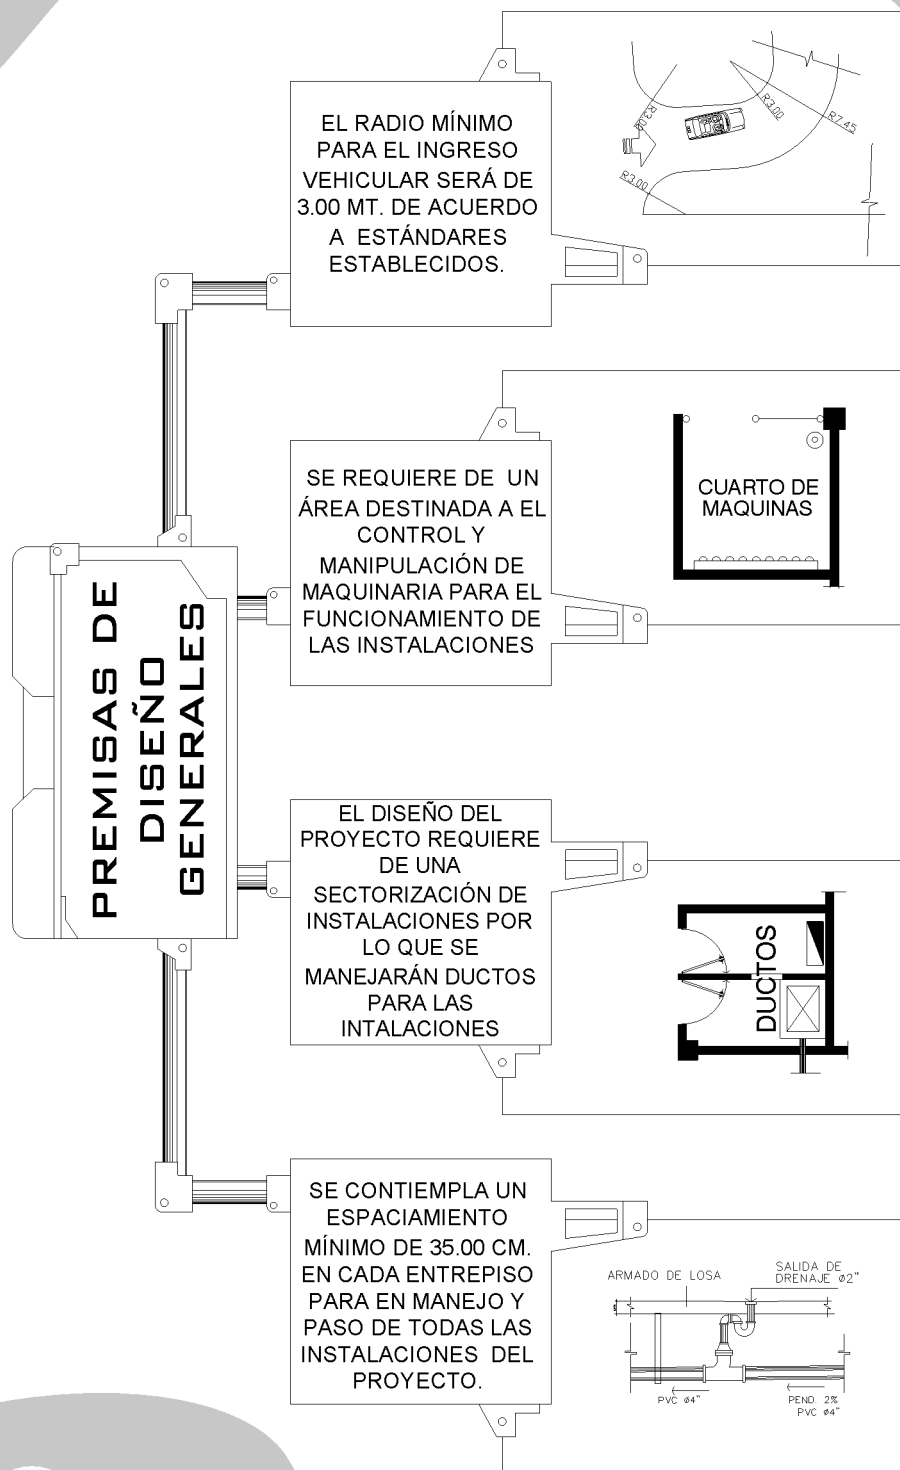 PREMISAS DE
DISEÑO
GENERALES
EL RADIO MÍNIMO
PARA EL INGRESO
VEHICULAR SERÁ DE
3.00 MT. DE ACUERDO
A ESTÁNDARES
ESTABLECIDOS.
R3.00
R3.00
R7.45
R3.00
SE REQUIERE DE UN
ÁREA DESTINADA A EL
CONTROL Y
MANIPULACIÓN DE
MAQUINARIA PARA EL
FUNCIONAMIENTO DE
LAS INSTALACIONES
CUARTO DE
MAQUINAS
EL DISEÑO DEL
PROYECTO REQUIERE
DE UNA
SECTORIZACIÓN DE
INSTALACIONES POR
LO QUE SE
MANEJARÁN DUCTOS
PARA LAS
INTALACIONES
DUCTOS
SE CONTIEMPLA UN
ESPACIAMIENTO
MÍNIMO DE 35.00 CM.
EN CADA ENTREPISO
PARA EN MANEJO Y
PASO DE TODAS LAS
INSTALACIONES DEL
PROYECTO.
ARMADO DE LOSA
SALIDA DE
DRENAJE ø2"
PVC ø4"
PEND. 2%
PVC ø4"